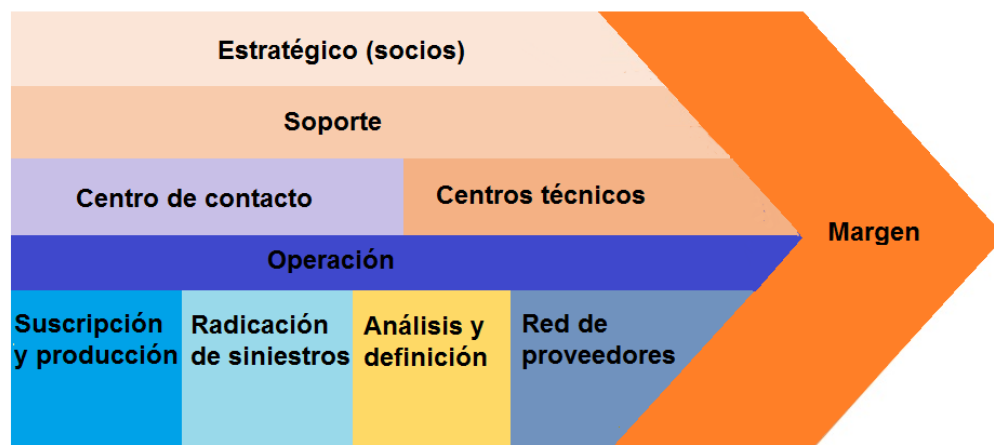 Estratégico (socios)
Soporte
Centro de contacto
Centros técnicos
Margen
Operación
Suscripción
y producción
Radicación
de siniestros
Análisis y
definición
Red de
proveedores